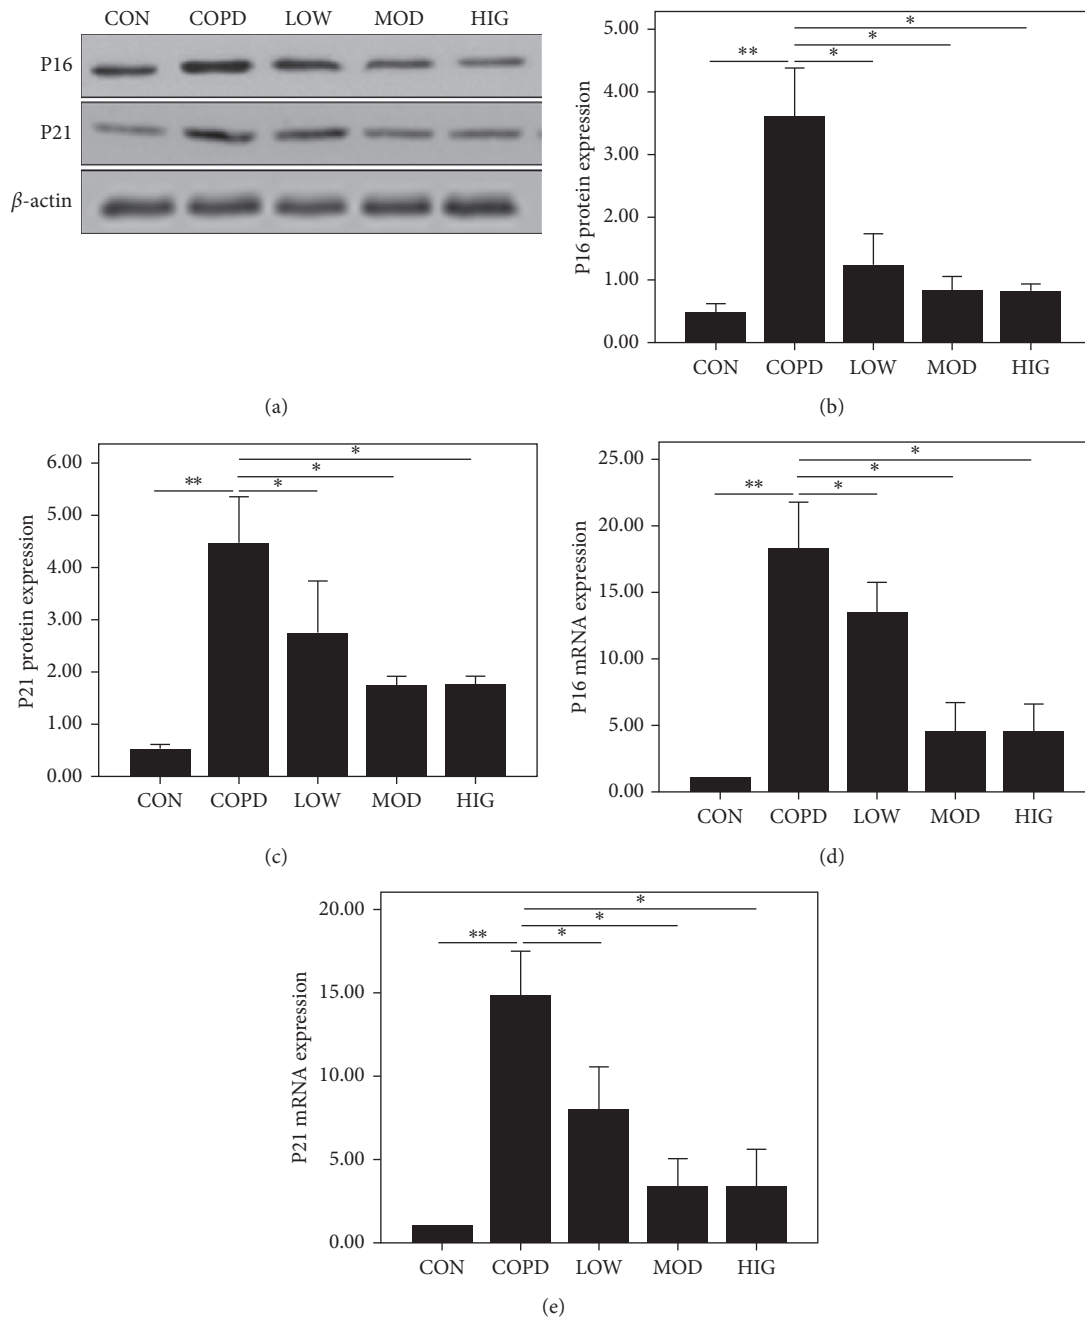 CON COPD LOW MOD HIG
P16
P21
β-actin
(a)
P16 protein expression
5.00
4.00
3.00
2.00
1.00
0.00
** * * *
CON COPD LOW MOD HIG
(b)
P21 protein expression
6.00
5.00
4.00
3.00
2.00
1.00
0.00
** * * *
CON COPD LOW MOD HIG
(c)
P16 mRNA expression
25.00
20.00
15.00
10.00
5.00
0.00
** * * *
CON COPD LOW MOD HIG
(d)
P21 mRNA expression
20.00
15.00
10.00
5.00
0.00
** * * *
CON COPD LOW MOD HIG
(e)